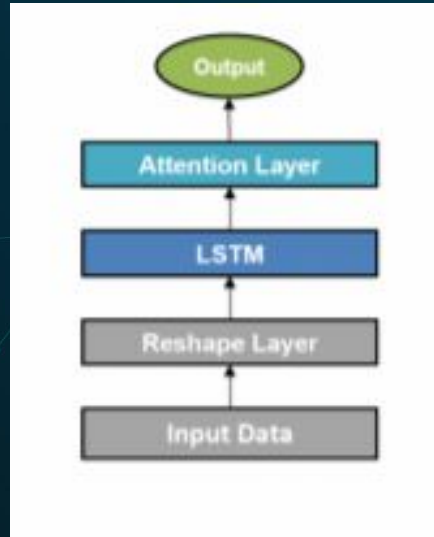 Output
Attention Layer
LSTM
Reshape Layer
Input Data